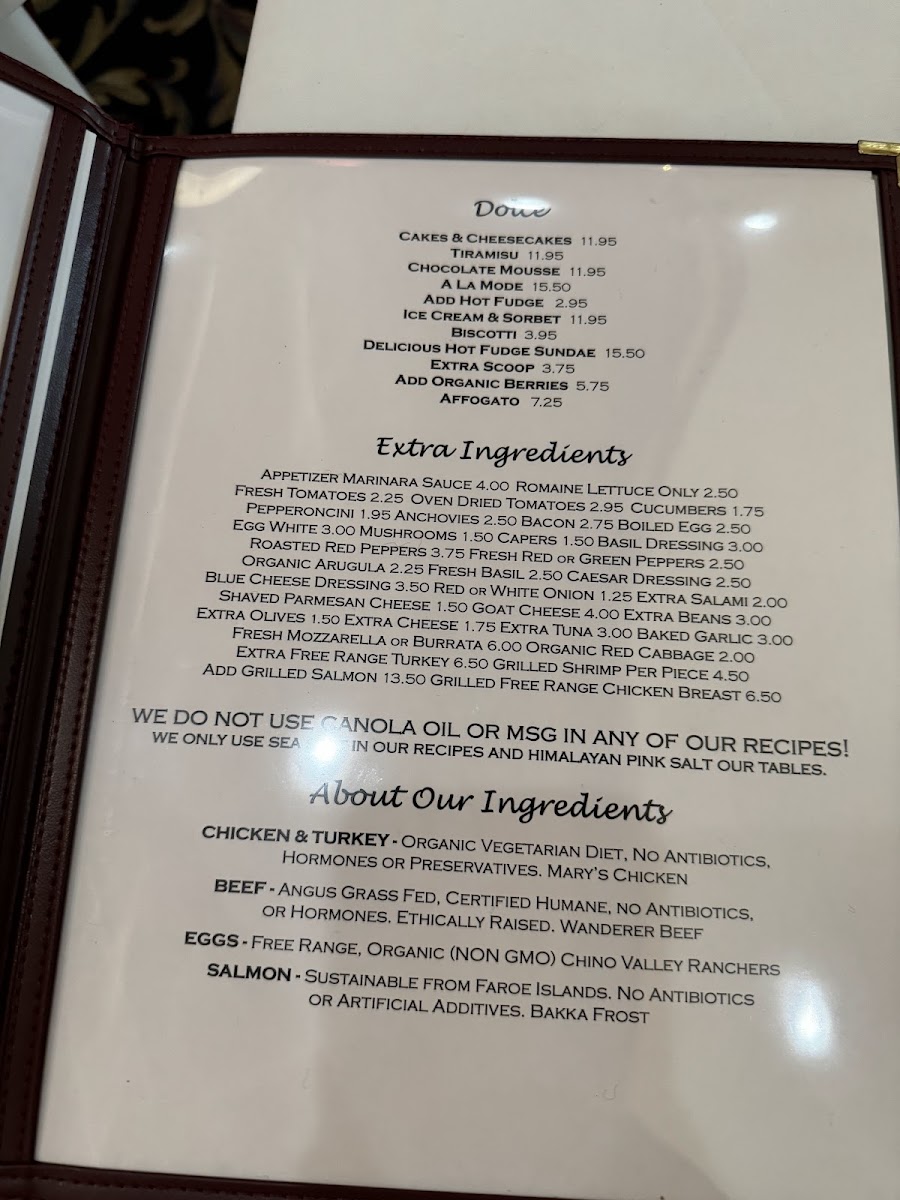 Dolce
CAKES & CHEESECAKES 11.95
TIRAMISU 11.95
CHOCOLATE MOUSSE 11.95
A LA MODE 15.50
ADD HOT FUDGE 2.95
ICE CREAM & SORBET 11.95
BISCOTTI 3.95
DELICIOUS HOT FUDGE SUNDAE 15.50
EXTRA SCOOP 3.75
ADD ORGANIC BERRIES 5.75
AFFOGATO 7.25
Extra Ingredients
APPETIZER MARINARA SAUCE 4.00 ROMAINE LETTUCE ONLY 2.50
FRESH TOMATOES 2.25 OVEN DRIED TOMATOES 2.95 CUCUMBERS 1.75
PEPPERONCINI 1.95 ANCHOVIES 2.50 BACON 2.75 BOILED EGG 2.50
EGG WHITE 3.00 MUSHROOMS 1.50 CAPERS 1.50 BASIL DRESSING 3.00
ROASTED RED PEPPERS 3.75 FRESH RED OR GREEN PEPPERS 2.50
ORGANIC ARUGULA 2.25 FRESH BASIL 2.50 CAESAR DRESSING 2.50
BLUE CHEESE DRESSING 3.50 RED OR WHITE ONION 1.25 EXTRA SALAMI 2.00
SHAVED PARMESAN CHEESE 1.50 GOAT CHEESE 4.00 EXTRA BEANS 3.00
EXTRA OLIVES 1.50 EXTRA CHEESE 1.75 EXTRA TUNA 3.00 BAKED GARLIC 3.00
FRESH MOZZARELLA OR BURRATA 6.00 ORGANIC RED CABBAGE 2.00
EXTRA FREE RANGE TURKEY 6.50 GRILLED SHRIMP PER PIECE 4.50
ADD GRILLED SALMON 13.50 GRILLED FREE RANGE CHICKEN BREAST 6.50
WE DO NOT USE CANOLA OIL OR MSG IN ANY OF OUR RECIPES!
WE ONLY USE SEA IN OUR RECIPES AND HIMALAYAN PINK SALT OUR TABLES.
About Our Ingredients
CHICKEN & TURKEY - ORGANIC VEGETARIAN DIET, NO ANTIBIOTICS,
HORMONES OR PRESERVATIVES. MARY'S CHICKEN
BEEF - ANGUS GRASS FED, CERTIFIED HUMANE, NO ANTIBIOTICS,
OR HORMONES. ETHICALLY RAISED. WANDERER BEEF
EGGS - FREE RANGE, ORGANIC (NON GMO) CHINO VALLEY RANCHERS
SALMON - SUSTAINABLE FROM FAROE ISLANDS. NO ANTIBIOTICS
OR ARTIFICIAL ADDITIVES. BAKKA FROST